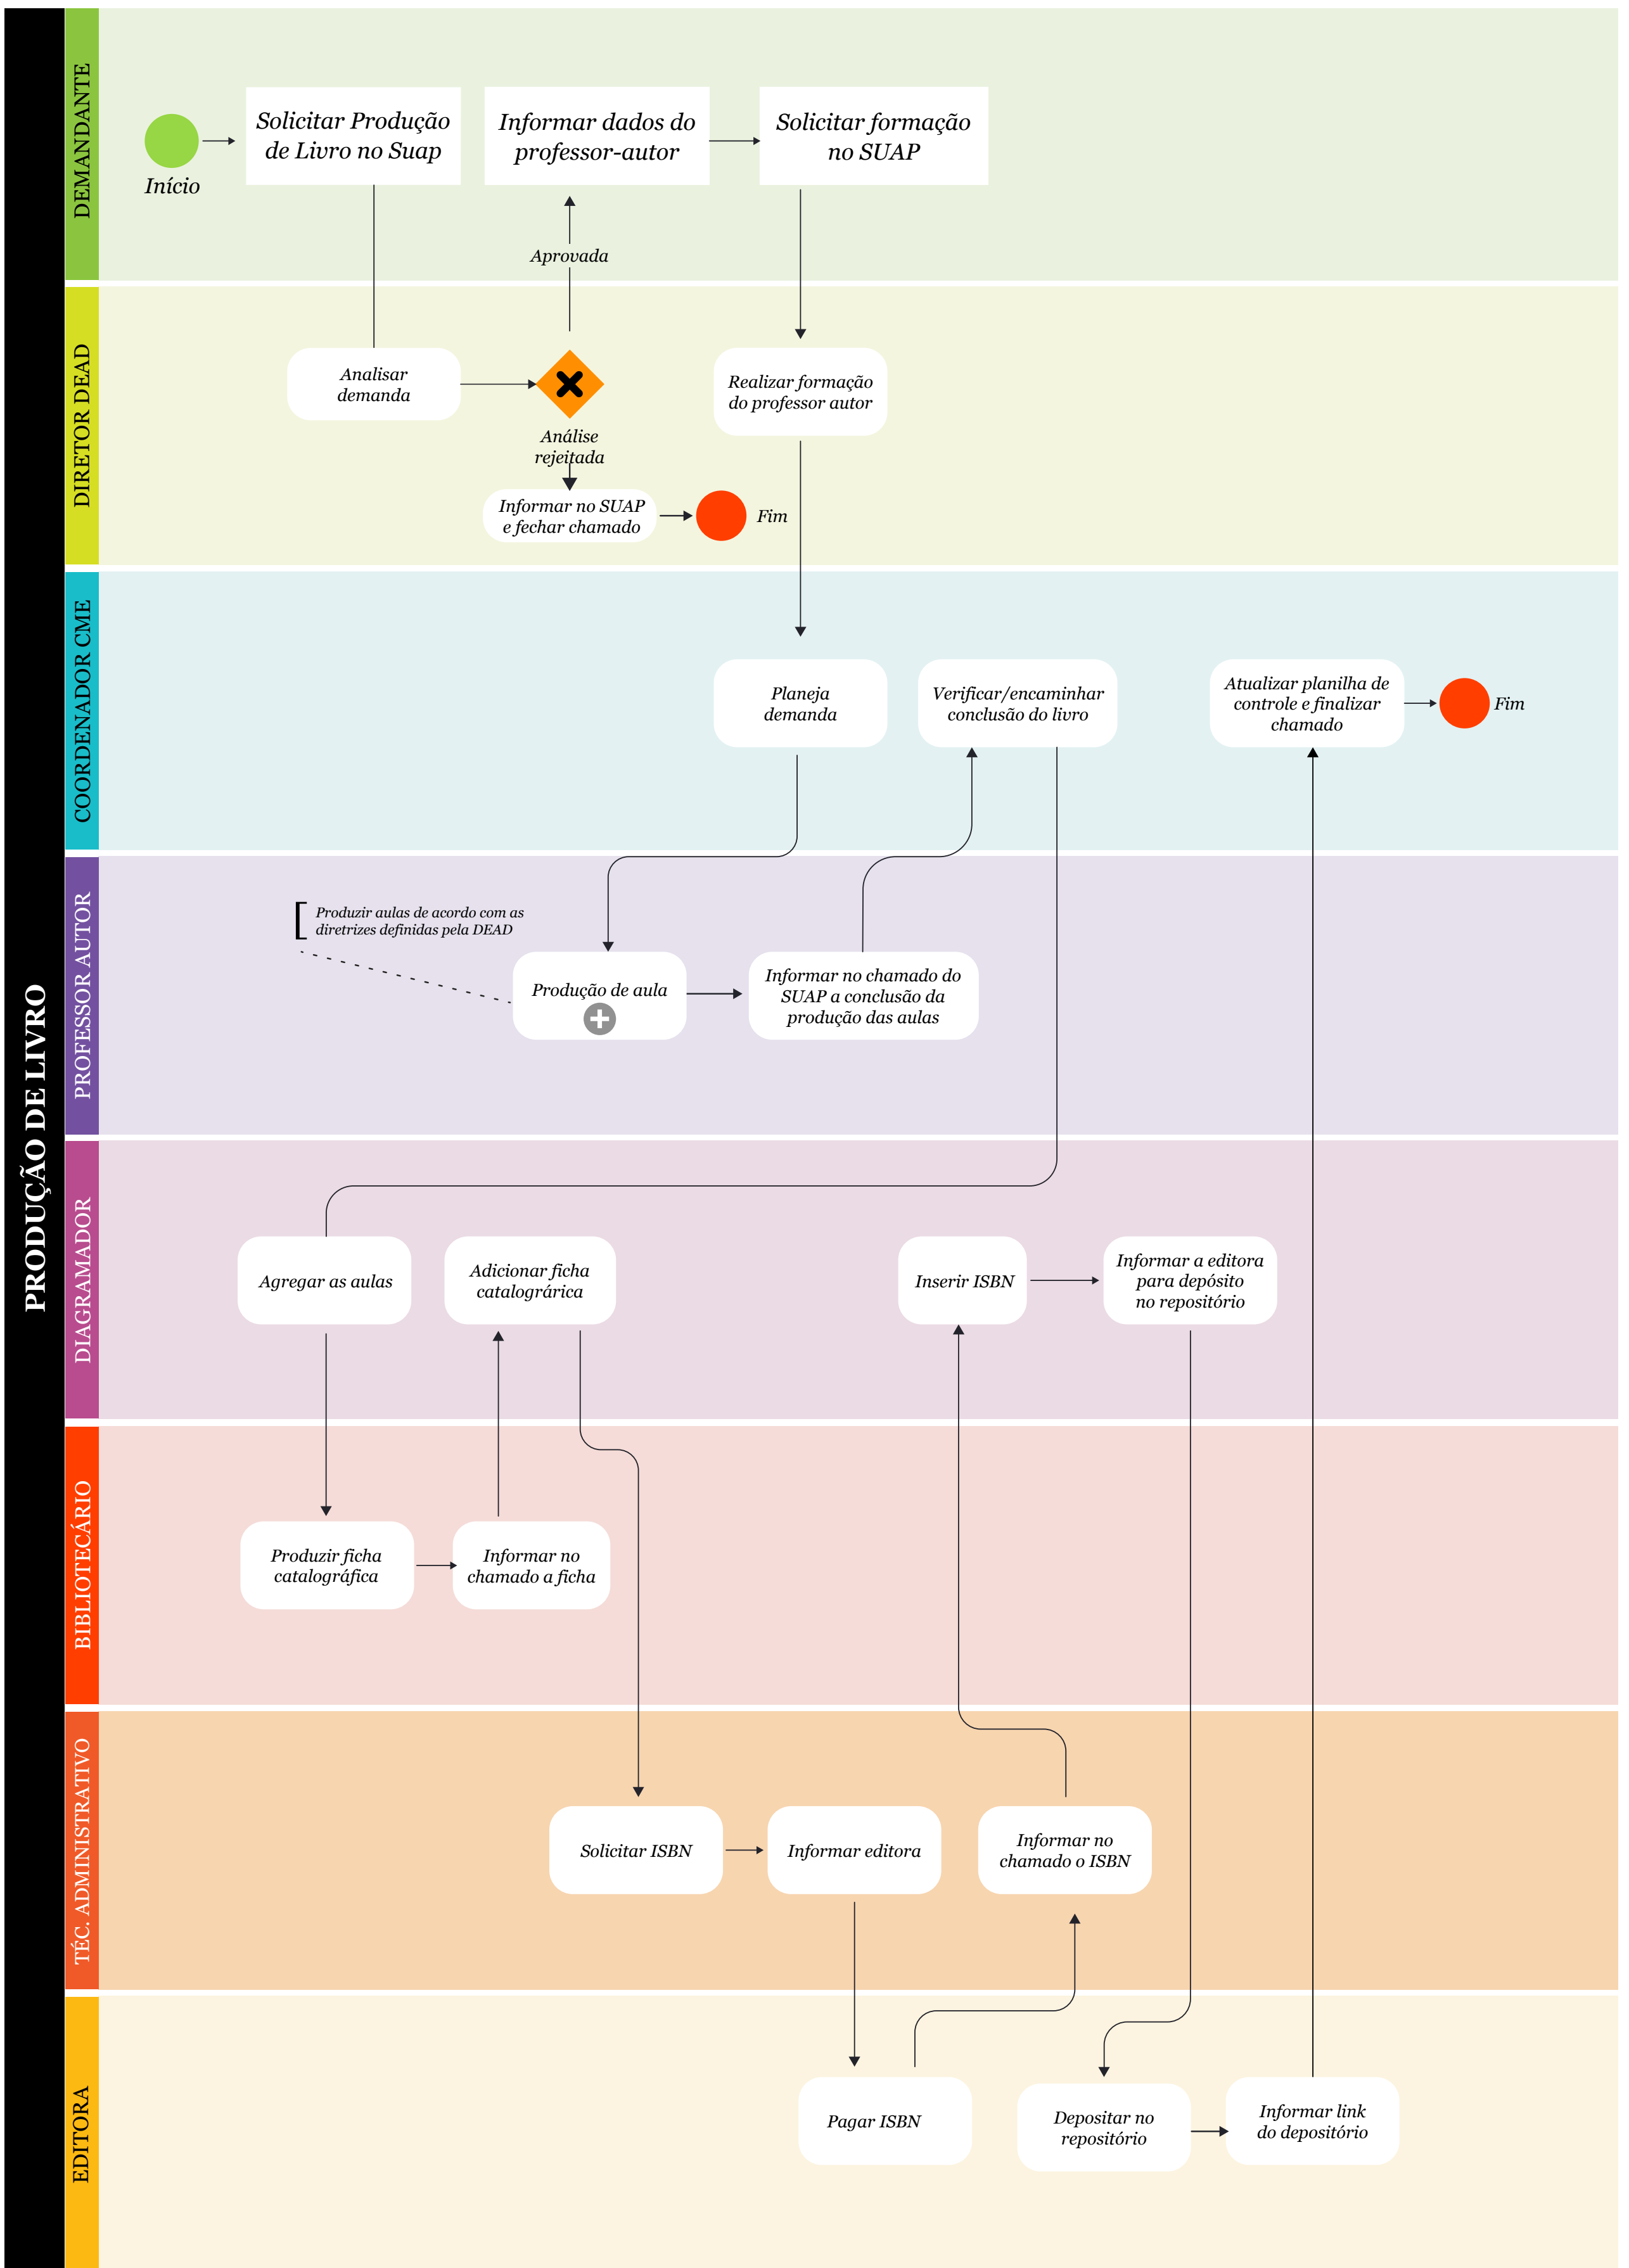 PRODUÇÃO DE LIVRO
DEMANDANTE
Início
Solicitar Produção
de Livro no Suap
Informar dados do
professor-autor
Solicitar formação
no SUAP
Aprovada
DIRETOR DEAD
Analisar
demanda
Análise
rejeitada
Informar no SUAP
e fechar chamado
Fim
Realizar formação
do professor autor
COORDENADOR CME
Planeja
demanda
Verificar/encaminhar
conclusão do livro
Atualizar planilha de
controle e finalizar
chamado
Fim
PROFESSOR AUTOR
Produzir aulas de acordo com as
diretrizes definidas pela DEAD
Produção de aula
Informar no chamado do
SUAP a conclusão da
produção das aulas
DIAGRAMADOR
Agregar as aulas
Adicionar ficha
catalográrica
Inserir ISBN
Informar a editora
para depósito
no repositório
BIBLIOTECÁRIO
Produzir ficha
catalográfica
Informar no
chamado a ficha
TÉC. ADMINISTRATIVO
Solicitar ISBN
Informar editora
Informar no
chamado o ISBN
EDITORA
Pagar ISBN
Depositar no
repositório
Informar link
do depositório